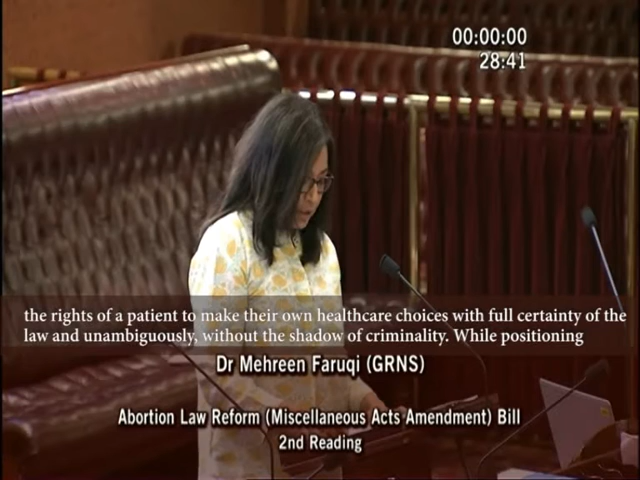 00:00:00
28:41
the rights of a patient to make their own healthcare choices with full certainty of the
law and unambiguously, without the shadow of criminality. While positioning
Dr Mehreen Faruqi (GRNS)
Abortion Law Reform (Miscellaneous Acts Amendment) Bill
2nd Reading